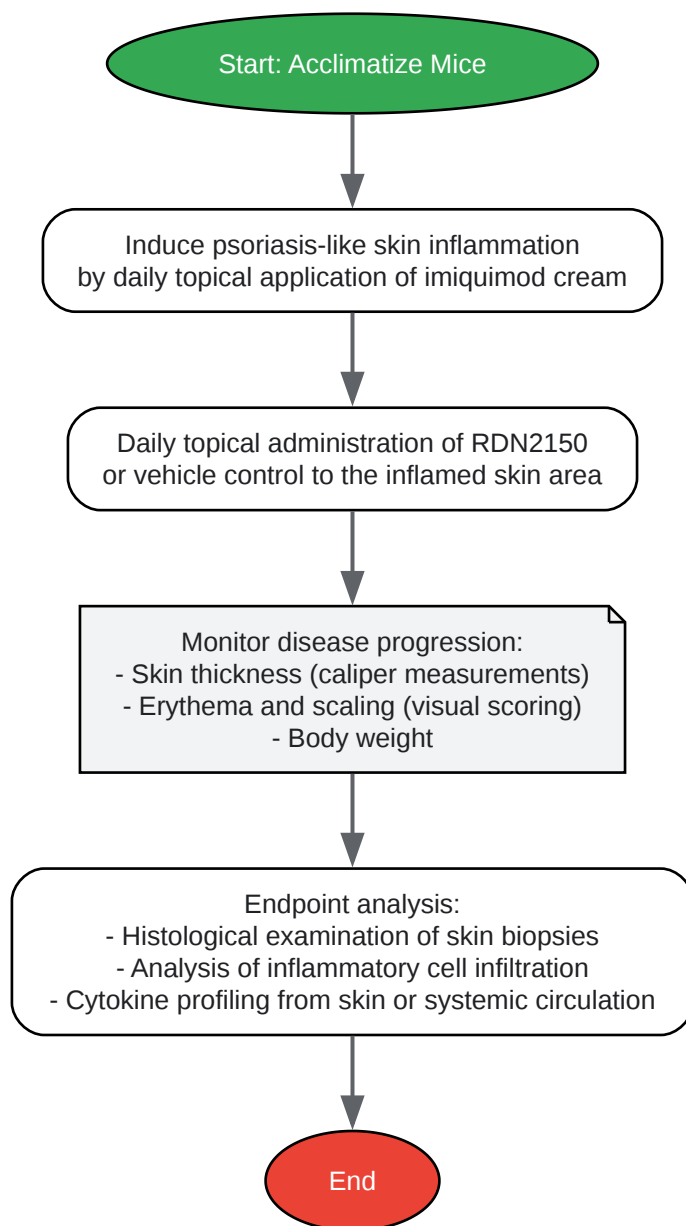 Start: Acclimatize Mice
Induce psoriasis-like skin inflammation
by daily topical application of imiquimod cream
Daily topical administration of RDN2150
or vehicle control to the inflamed skin area
Monitor disease progression:
- Skin thickness (caliper measurements)
- Erythema and scaling (visual scoring)
- Body weight
Endpoint analysis:
- Histological examination of skin biopsies
- Analysis of inflammatory cell infiltration
- Cytokine profiling from skin or systemic circulation
End